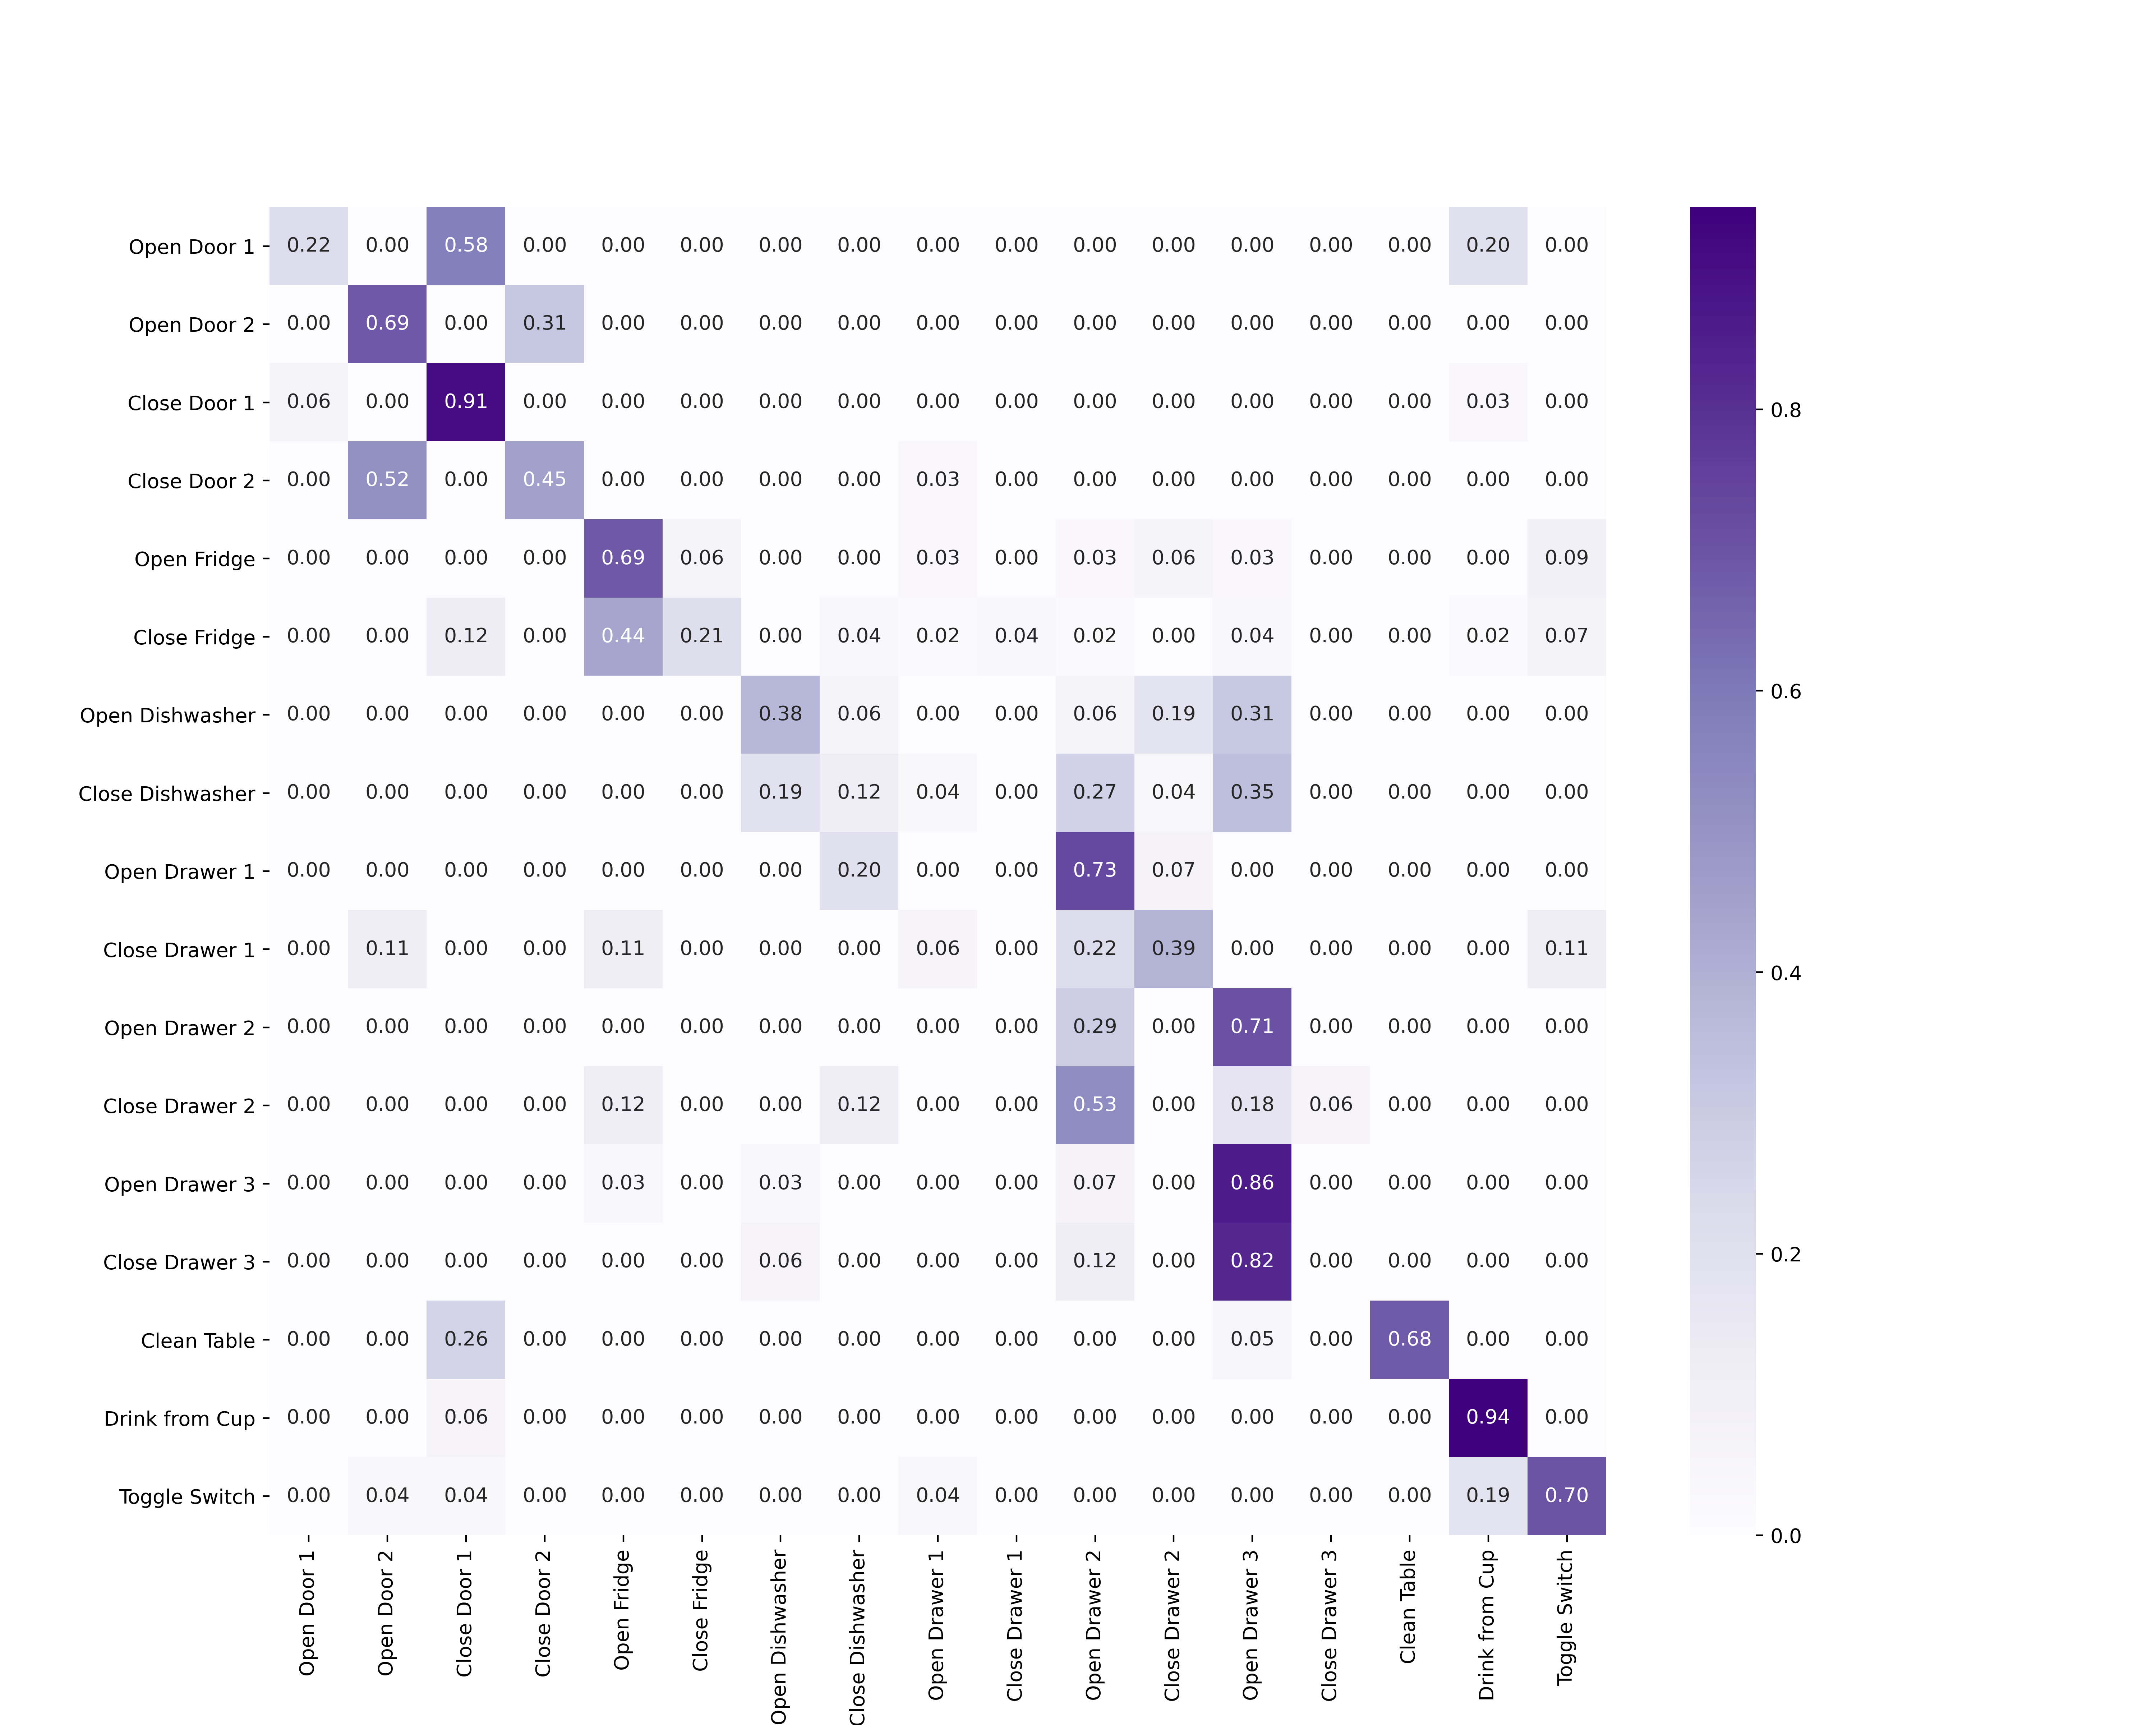 Open Door 1 0.22 0.00 0.58 0.00 0.00 0.00 0.00 0.00 0.00 0.00 0.00 0.00 0.00 0.00 0.00 0.20 0.00
Open Door 2 0.00 0.69 0.00 0.31 0.00 0.00 0.00 0.00 0.00 0.00 0.00 0.00 0.00 0.00 0.00 0.00 0.00
Close Door 1 0.06 0.00 0.91 0.00 0.00 0.00 0.00 0.00 0.00 0.00 0.00 0.00 0.00 0.00 0.00 0.03 0.00
0.8
Close Door 2 0.00 0.52 0.00 0.45 0.00 0.00 0.00 0.00 0.03 0.00 0.00 0.00 0.00 0.00 0.00 0.00 0.00
Open Fridge 0.00 0.00 0.00 0.00 0.69 0.06 0.00 0.00 0.03 0.00 0.03 0.06 0.03 0.00 0.00 0.00 0.09
Close Fridge 0.00 0.00 0.12 0.00 0.44 0.21 0.00 0.04 0.02 0.04 0.02 0.00 0.04 0.00 0.00 0.02 0.07
0.6
Open Dishwasher 0.00 0.00 0.00 0.00 0.00 0.00 0.38 0.06 0.00 0.00 0.06 0.19 0.31 0.00 0.00 0.00 0.00
Close Dishwasher 0.00 0.00 0.00 0.00 0.00 0.00 0.19 0.12 0.04 0.00 0.27 0.04 0.35 0.00 0.00 0.00 0.00
Open Drawer 1 0.00 0.00 0.00 0.00 0.00 0.00 0.00 0.20 0.00 0.00 0.73 0.07 0.00 0.00 0.00 0.00 0.00
Close Drawer 1 0.00 0.11 0.00 0.00 0.11 0.00 0.00 0.00 0.06 0.00 0.22 0.39 0.00 0.00 0.00 0.00 0.11
0.4
Open Drawer 2 0.00 0.00 0.00 0.00 0.00 0.00 0.00 0.00 0.00 0.00 0.29 0.00 0.71 0.00 0.00 0.00 0.00
Close Drawer 2 0.00 0.00 0.00 0.00 0.12 0.00 0.00 0.12 0.00 0.00 0.53 0.00 0.18 0.06 0.00 0.00 0.00
Open Drawer 3 0.00 0.00 0.00 0.00 0.03 0.00 0.03 0.00 0.00 0.00 0.07 0.00 0.86 0.00 0.00 0.00 0.00
0.2
Close Drawer 3 0.00 0.00 0.00 0.00 0.00 0.00 0.06 0.00 0.00 0.00 0.12 0.00 0.82 0.00 0.00 0.00 0.00
Clean Table 0.00 0.00 0.26 0.00 0.00 0.00 0.00 0.00 0.00 0.00 0.00 0.00 0.05 0.00 0.68 0.00 0.00
Drink from Cup 0.00 0.00 0.06 0.00 0.00 0.00 0.00 0.00 0.00 0.00 0.00 0.00 0.00 0.00 0.00 0.94 0.00
Toggle Switch 0.00 0.04 0.04 0.00 0.00 0.00 0.00 0.00 0.04 0.00 0.00 0.00 0.00 0.00 0.00 0.19 0.70
0.0
Open Door 1
Open Door 2
Close Door 1
Close Door 2
Open Fridge
Close Fridge
Open Dishwasher
Close Dishwasher
Open Drawer 1
Close Drawer 1
Open Drawer 2
Close Drawer 2
Open Drawer 3
Close Drawer 3
Clean Table
Drink from Cup
Toggle Switch